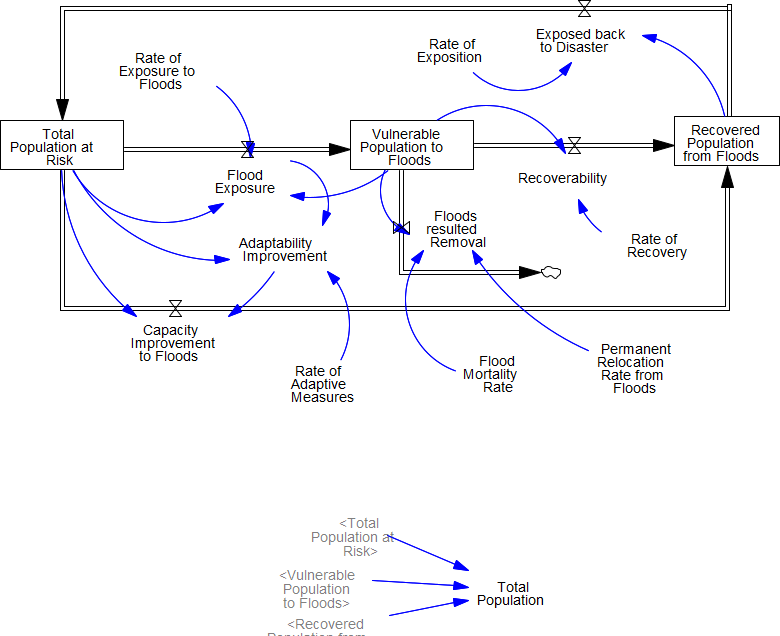 Exposed back
to Disaster
Rate of
Exposition
Rate of
Exposure to
Floods
Total
Population at
Risk
Vulnerable
Population to
Floods
Recovered
Population
from Floods
Flood
Exposure
Recoverability
Floods
resulted
Removal
Adaptability
Improvement
Rate of
Recovery
Capacity
Improvement
to Floods
Rate of
Adaptive
Measures
Flood
Mortality
Rate
Permanent
Relocation
Rate from
Floods
<Total
Population at
Risk>
<Vulnerable
Population
to Floods>
Total
Population
<Recovered
Population from